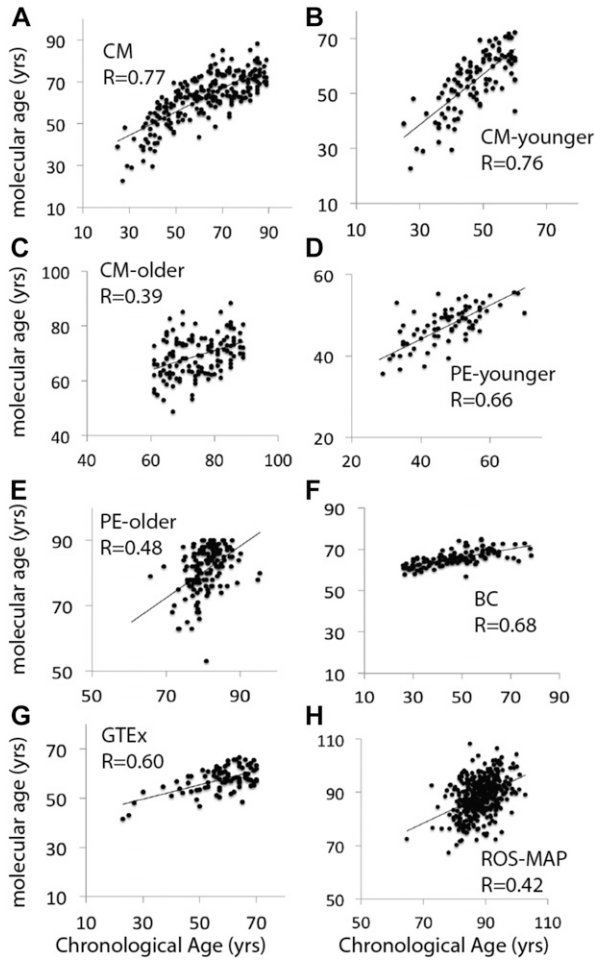 A
B
molecular age (yrs)
90
70
50
30
10
CM
R=0.77
10 30 50 70 90
70
50
30
10
CM-younger
R=0.76
10 30 50 70
C
D
molecular age (yrs)
100
80
60
40
CM-older
R=0.39
40 60 80 100
60
40
20
PE-younger
R=0.66
20 40 60
E
F
molecular age (yrs)
90
70
50
PE-older
R=0.48
50 70 90
90
70
50
30
10
BC
R=0.68
10 30 50 70 90
G
H
molecular age (yrs)
70
50
30
10
GTEx
R=0.60
10 30 50 70
Chronological Age (yrs)
110
90
70
50
ROS-MAP
R=0.42
50 70 90 110
Chronological Age (yrs)